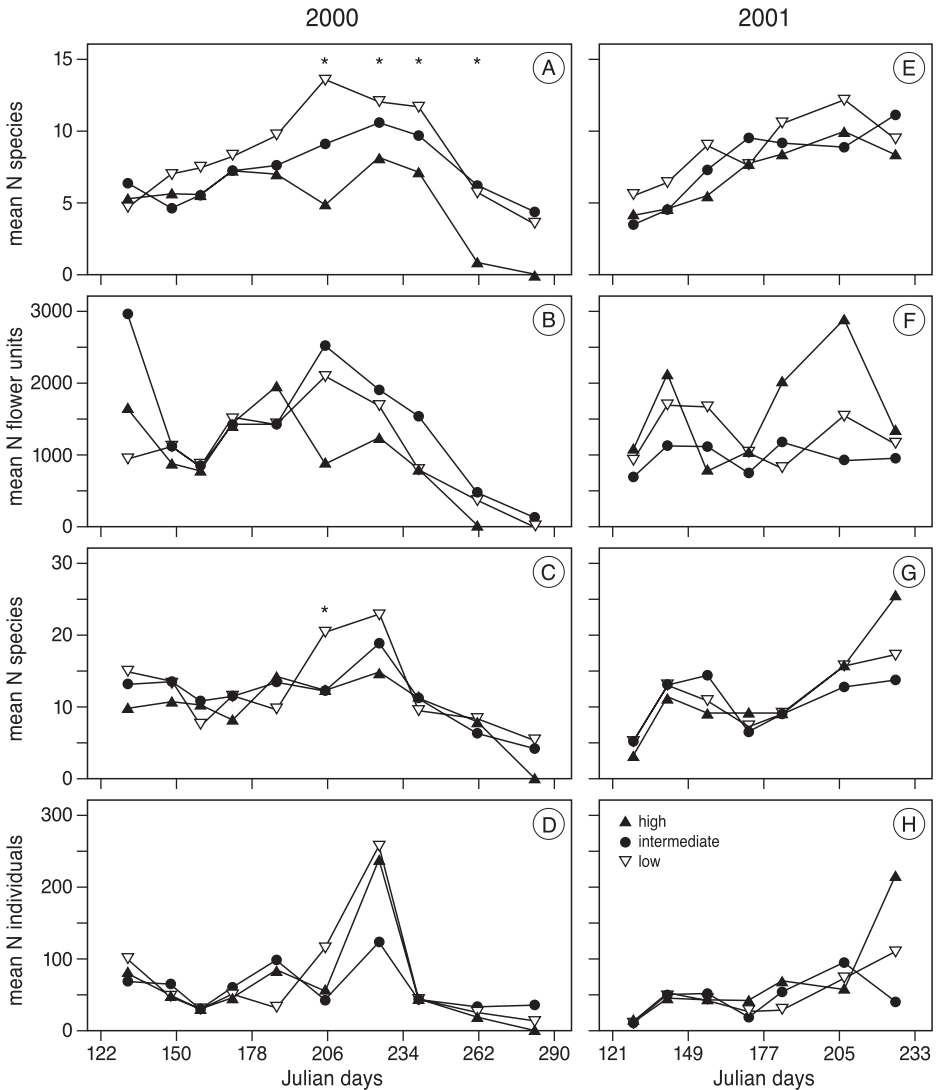 2000 2001
mean N species
15
10
5
0
* * * *
A
E
mean N flower units
3000
2000
1000
0
B
F
mean N species
30
20
10
0
*
C
G
mean N individuals
300
200
100
0
D
H
high
intermediate
low
122 150 178 206 234 262 290
121 149 177 205 233
Julian days Julian days